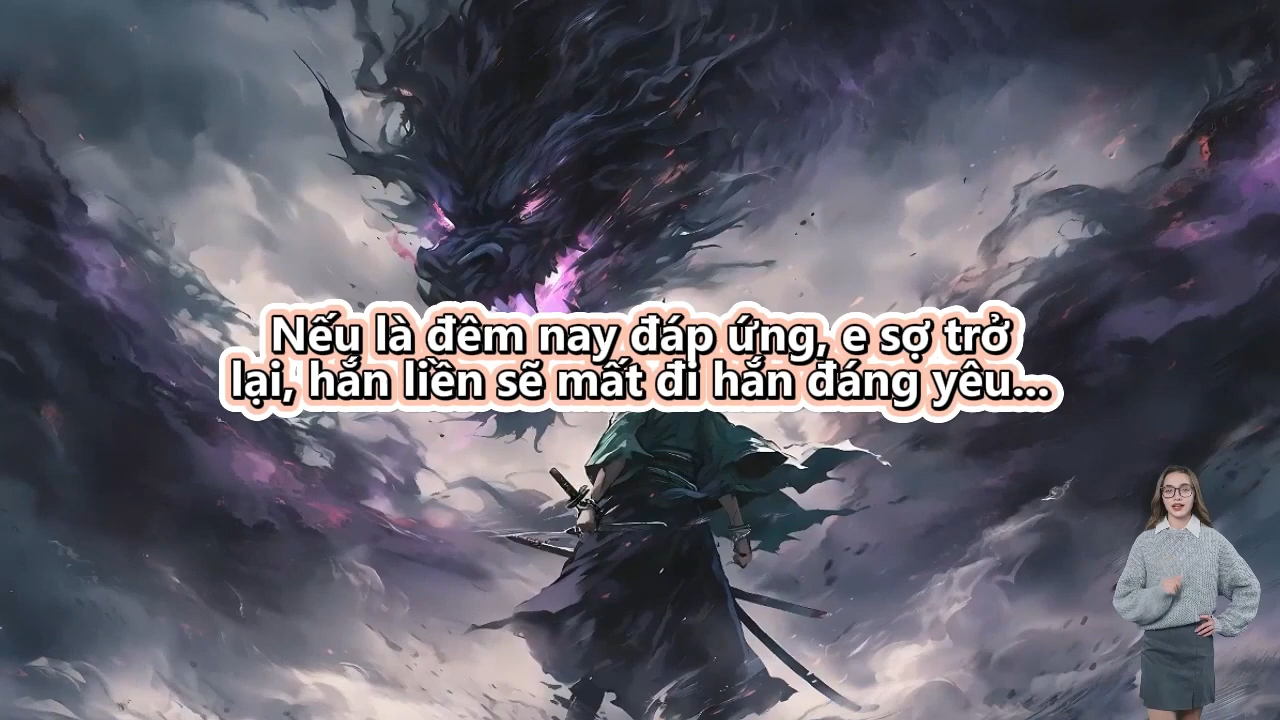 Nếu là đêm nay đáp ứng, e sợ trở
lại, hắn liền sẽ mất đi hắn đáng yêu...